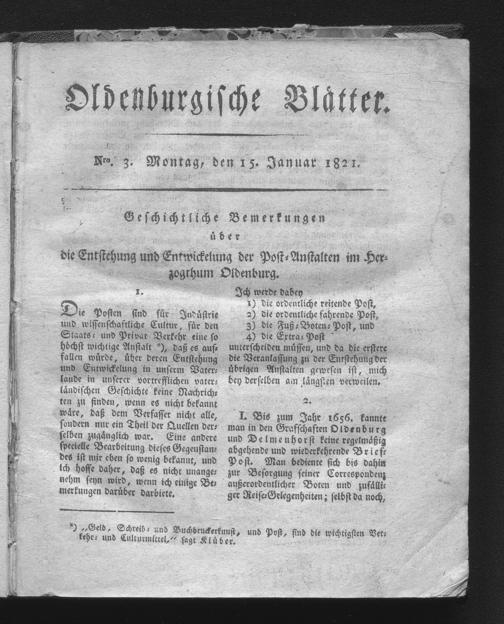 Oldenburgische Blätter.
Nro. 3. Montag, den 15. Januar 1821.
Geschichtliche Bemerkungen
über
die Entstehung und Entwickelung der Post-Anstalten im Her-
zogthum Oldenburg.
1.
Die Posten sind für Indüstrie
und wissenschaftliche Cultur, für den
Staats- und Privat Verkehr eine so
höchst wichtige Anstalt *), daß es auf-
fallen würde, über deren Entstehung
und Entwickelung in unserm Vater-
lande in unserer vortrefflichen vater-
ländischen Geschichte keine Nachrich-
ten zu finden, wenn es nicht bekannt
wäre, daß dem Verfasser nicht alle,
sondern nur ein Theil der Quellen der-
selben zugänglich war. Eine andere
specielle Bearbeitung dieses Gegenstan-
des ist mir eben so wenig bekannt, und
ich hoffe daher, daß es nicht unange-
nehm seyn wird, wenn ich einige Be-
merkungen darüber darbiete.
Ich werde dabey
1) die ordentliche reitende Post,
2) die ordentliche fahrende Post,
3) die Fuß-Boten-Post, und
4) die Extra-Post
unterscheiden müssen, und da die erstere
die Veranlassung zu der Entstehung der
übrigen Anstalten gewesen ist, mich
bey derselben am längsten verweilen.
2.
I. Bis zum Jahr 1656. kannte
man in den Grafschaften Oldenburg
und Delmenhorst keine regelmäßig
abgehende und wiederkehrende Brief-
Post. Man bediente sich bis dahin
zur Besorgung seiner Correspondenz
außerordentlicher Boten und zufälli-
ger Reise-Gelegenheiten; selbst da noch,
*) „Geld, Schreib- und Buchdruckerkunst, und Post, sind die wichtigsten Ver-
kehr- und Culturmittel," sagt Klüber.